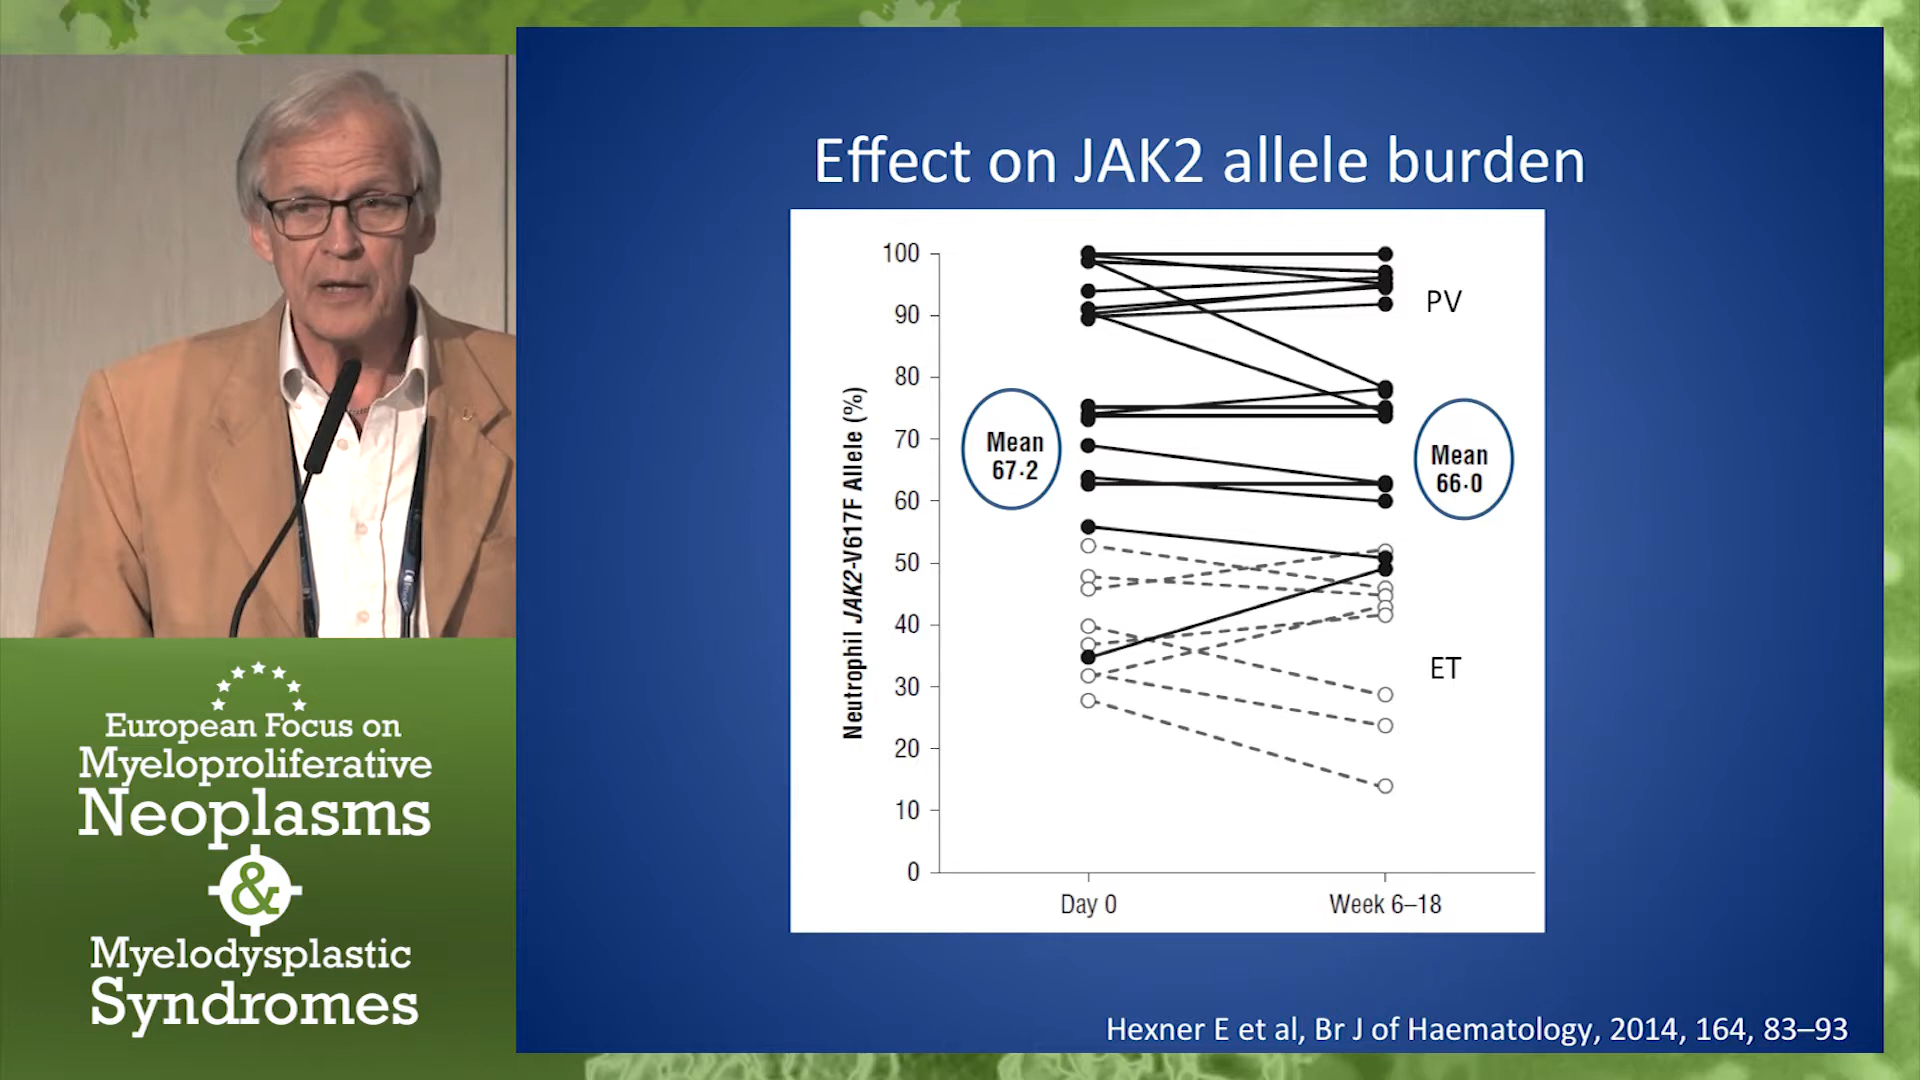 Effect on JAK2 allele burden
Neutrophil JAK2-V617F Allele (%)
100
90
80
70
60
50
40
30
20
10
0
Mean
67·2
Mean
66·0
PV
ET
Day 0
Week 6–18
Hexner E et al, Br J of Haematology, 2014, 164, 83–93
European Focus on
Myeloproliferative
Neoplasms
&
Myelodysplastic
Syndromes